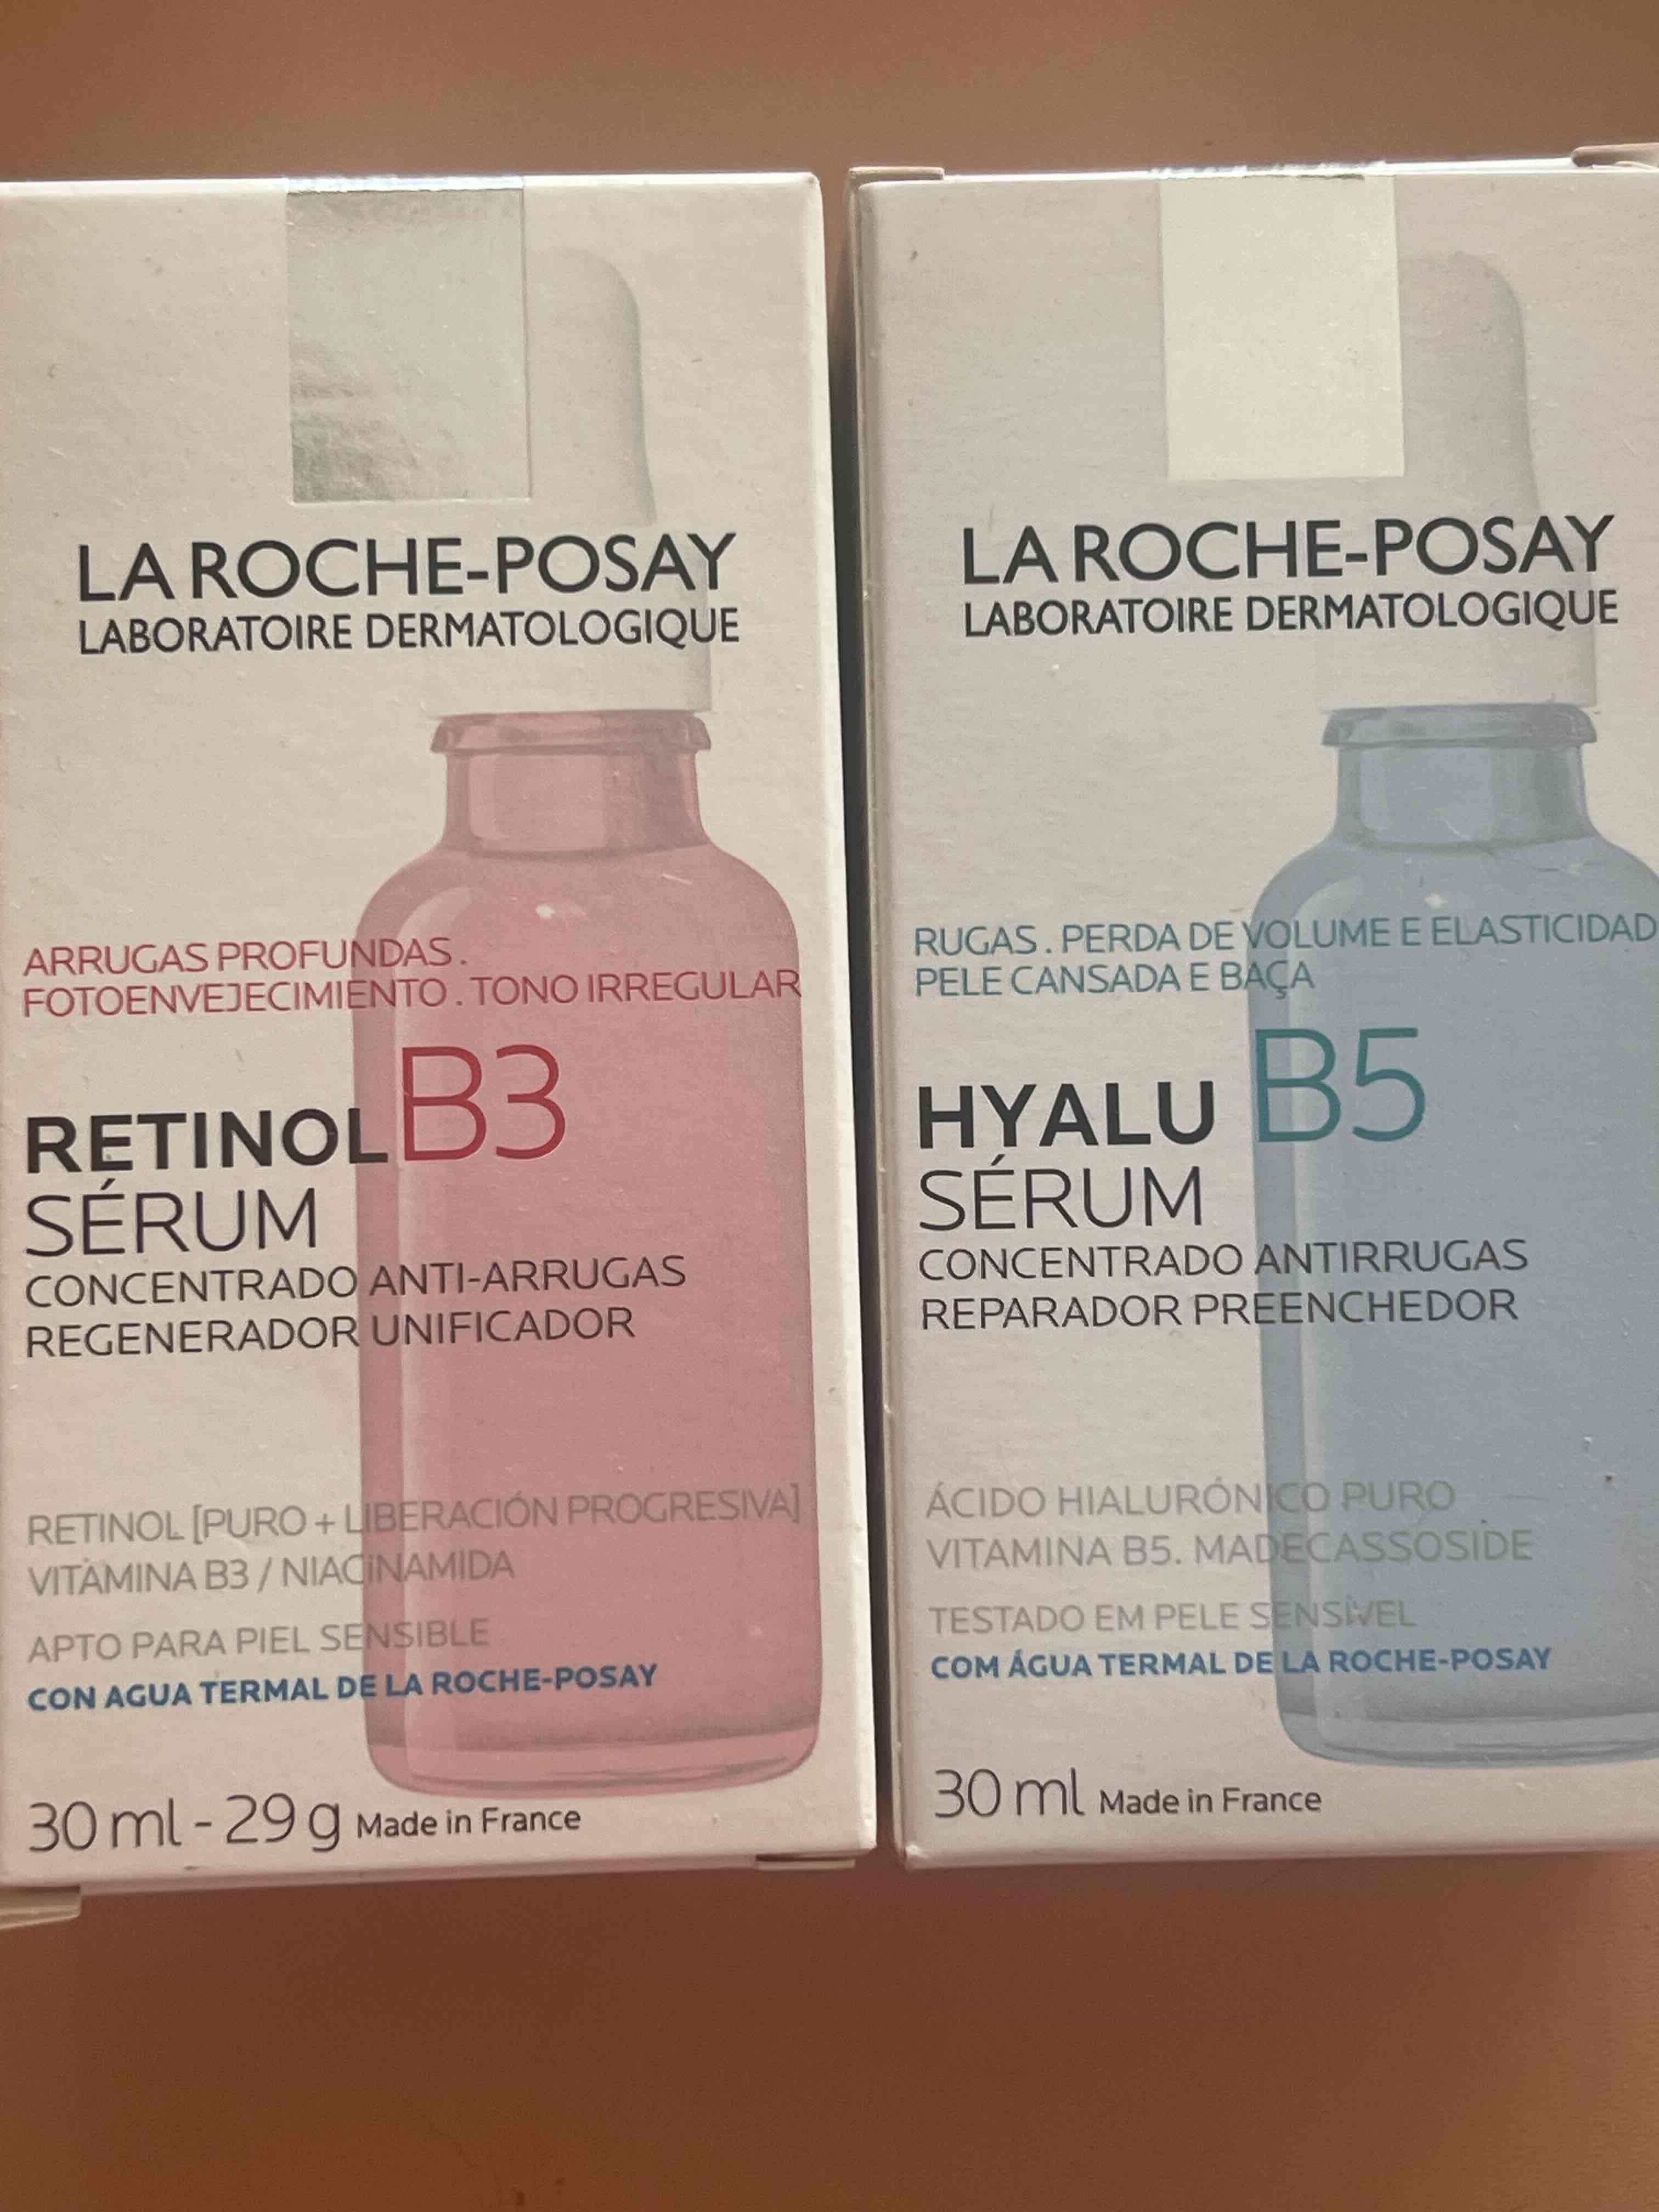 LA ROCHE-POSAY
LABORATOIRE DERMATOLOGIQUE
ARRUGAS PROFUNDAS.
FOTOENVEJECIMIENTO. TONO IRREGULAR
RETINOL B3
SÉRUM
CONCENTRADO ANTI-ARRUGAS
REGENERADOR UNIFICADOR
RETINOL [PURO + LIBERACIÓN PROGRESIVA]
VITAMINA B3 / NIACINAMIDA
APTO PARA PIEL SENSIBLE
CON AGUA TERMAL DE LA ROCHE-POSAY
30 ml - 29 g Made in France
LA ROCHE-POSAY
LABORATOIRE DERMATOLOGIQUE
RUGAS. PERDA DE VOLUME E ELASTICIDAD
PELE CANSADA E BAÇA
HYALU B5
SÉRUM
CONCENTRADO ANTIRRUGAS
REPARADOR PREENCHEDOR
ÁCIDO HIALURÓNICO PURO
VITAMINA B5. MADECASSOSIDE
TESTADO EM PELE SENSÍVEL
COM ÁGUA TERMAL DE LA ROCHE-POSAY
30 ml Made in France